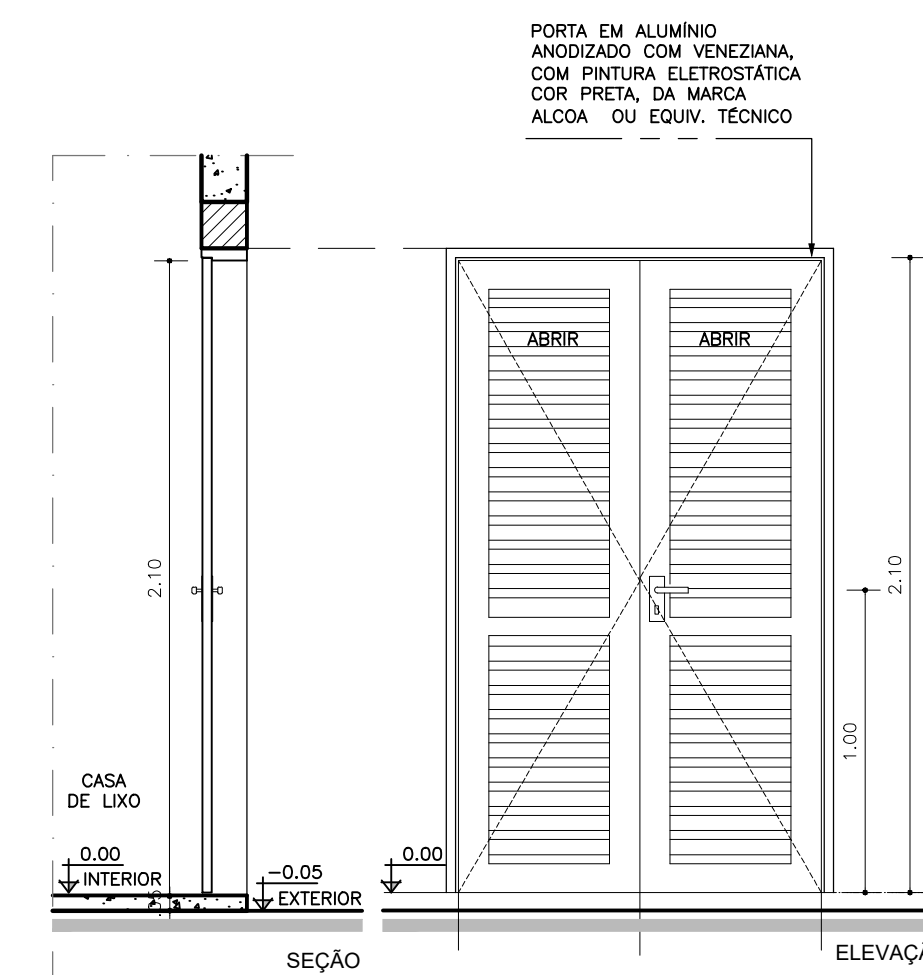 PORTA EM ALUMÍNIO
ANODIZADO COM VENEZIANA,
COM PINTURA ELETROSTÁTICA
COR PRETA, DA MARCA
ALCOA OU EQUIV. TÉCNICO
ABRIR
ABRIR
2.10
2.10
1.00
CASA
DE LIXO
0.00
INTERIOR
-0.05
EXTERIOR
0.00
SEÇÃO